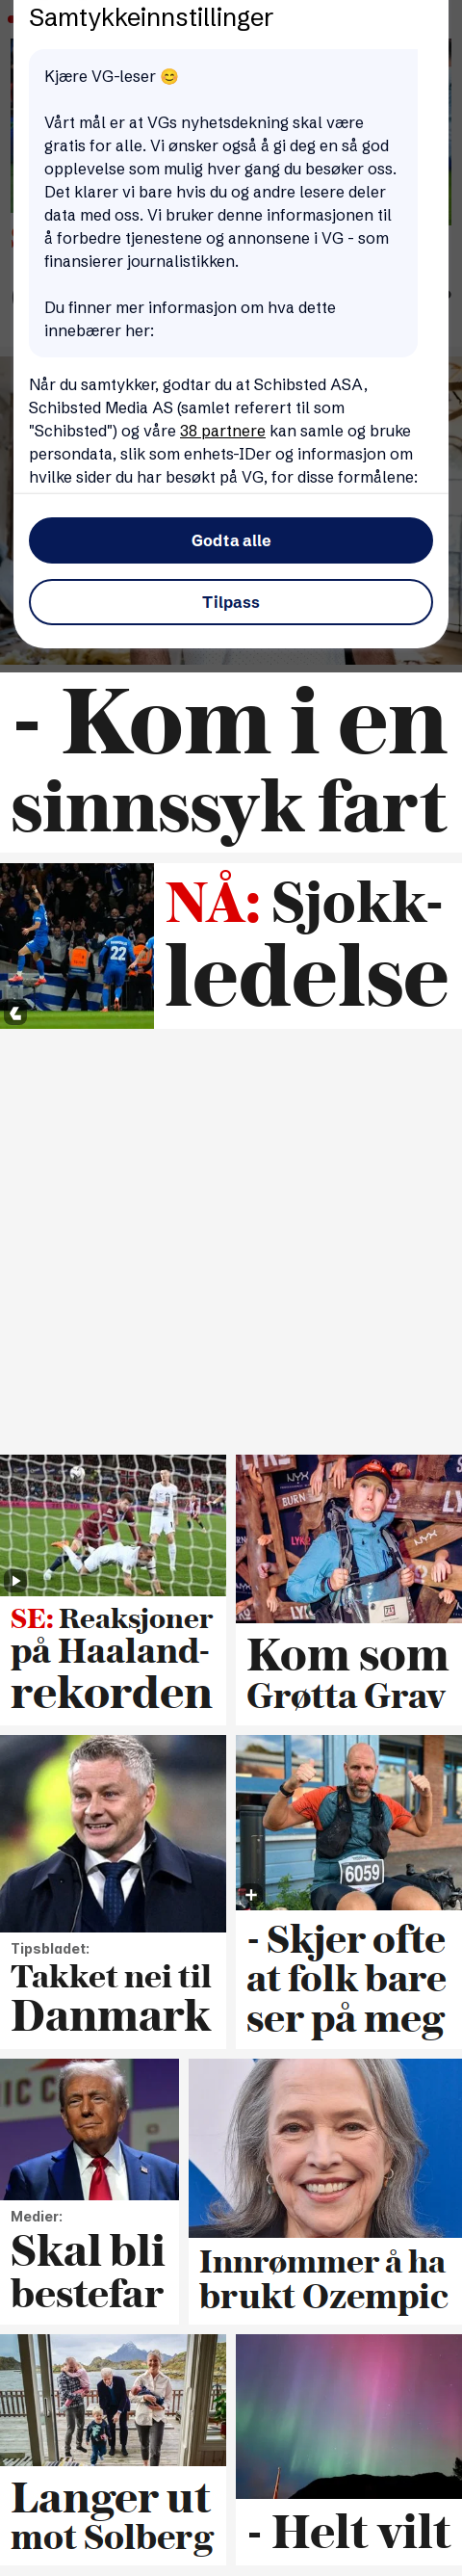 Samtykkeinnstillinger
Kjære VG-leser 😊
Vårt mål er at VGs nyhetsdekning skal være
gratis for alle. Vi ønsker også å gi deg en så god
opplevelse som mulig hver gang du besøker oss.
Det klarer vi bare hvis du og andre lesere deler
data med oss. Vi bruker denne informasjonen til
å forbedre tjenestene og annonsene i VG - som
finansierer journalistikken.
Du finner mer informasjon om hva dette
innebærer her:
Når du samtykker, godtar du at Schibsted ASA,
Schibsted Media AS (samlet referert til som
"Schibsted") og våre 38 partnere kan samle og bruke
persondata, slik som enhets-IDer og informasjon om
hvilke sider du har besøkt på VG, for disse formålene:
Godta alle
Tilpass
- Kom i en
sinnssyk fart
22
NÅ: Sjokk-
ledelse
SE: Reaksjoner
på Haaland-
rekorden
LYKE
NYX
BURN
LYKE
NYX
Kom som
Grøtta Grav
Tipsbladet:
Takket nei til
Danmark
6059
- Skjer ofte
at folk bare
ser på meg
Medier:
Skal bli
bestefar
Innrømmer å ha
brukt Ozempic
Langer ut
mot Solberg
- Helt vilt